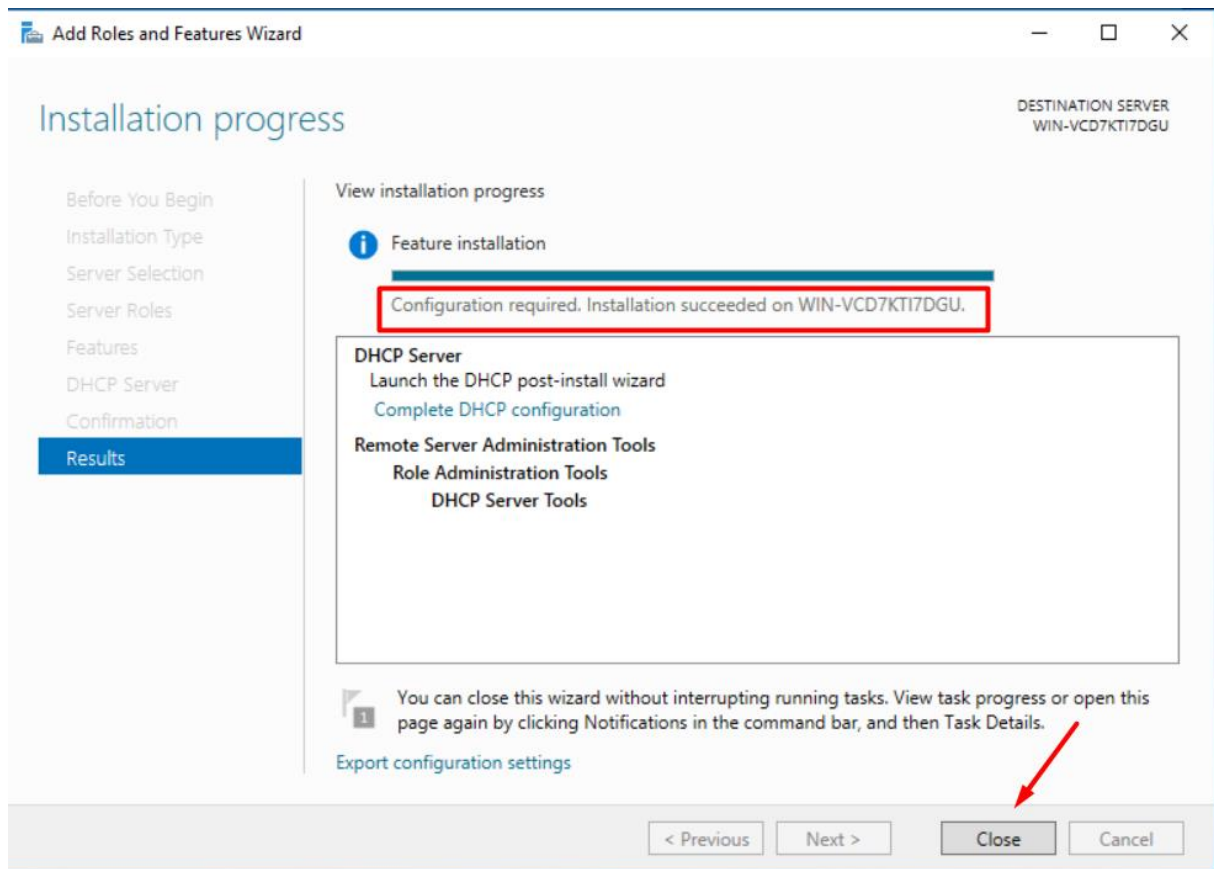 Add Roles and Features Wizard
Installation progress
DESTINATION SERVER
WIN-VCD7KTI7DGU
Before You Begin
Installation Type
Server Selection
Server Roles
Features
DHCP Server
Confirmation
Results
View installation progress
Feature installation
Configuration required. Installation succeeded on WIN-VCD7KTI7DGU.
DHCP Server
Launch the DHCP post-install wizard
Complete DHCP configuration
Remote Server Administration Tools
Role Administration Tools
DHCP Server Tools
1
You can close this wizard without interrupting running tasks. View task progress or open this
page again by clicking Notifications in the command bar, and then Task Details.
Export configuration settings
< Previous
Next >
Close
Cancel